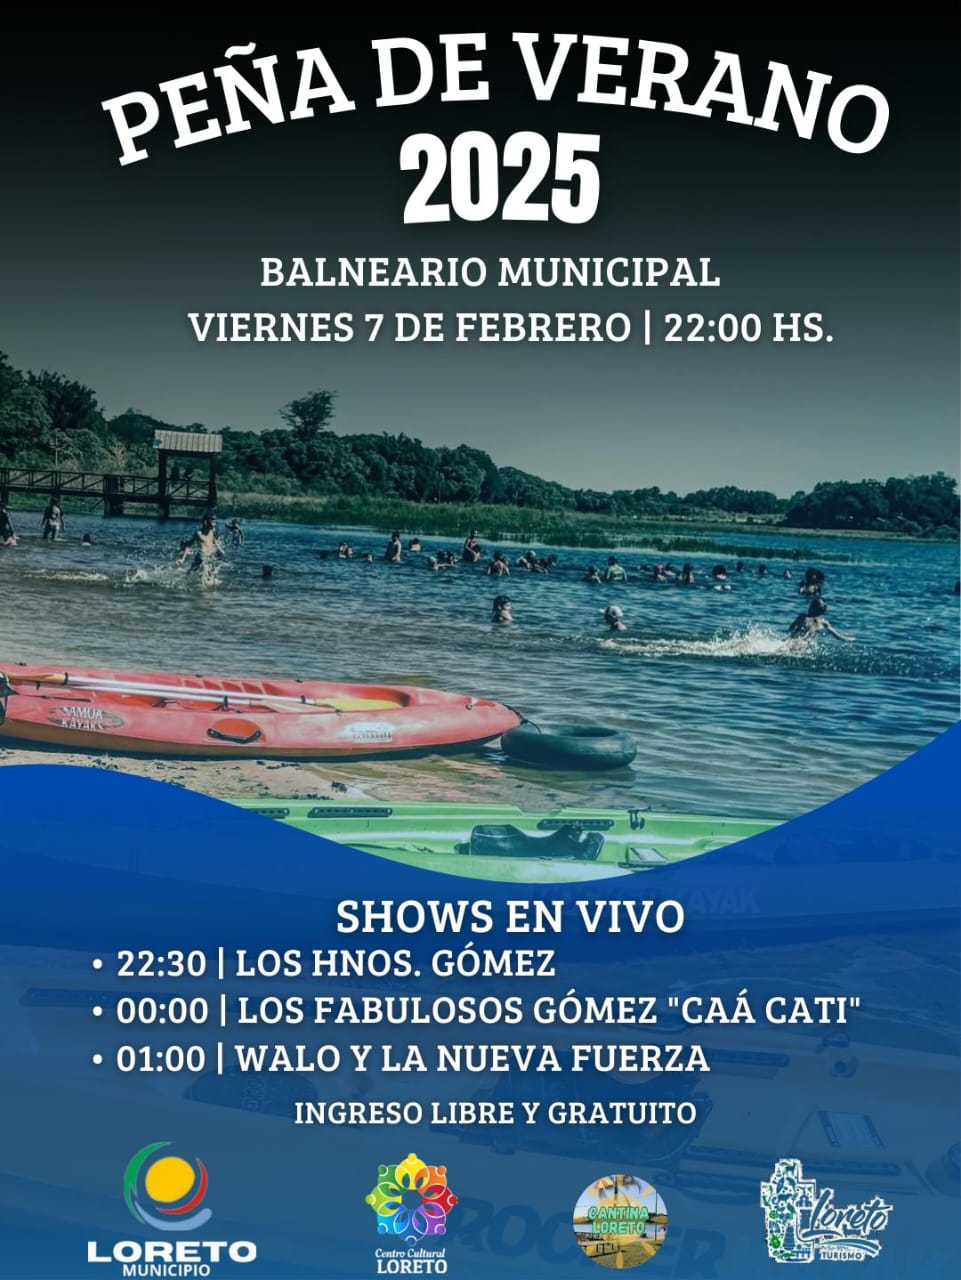 PEÑA DE VERANO
2025
BALNEARIO MUNICIPAL
VIERNES 7 DE FEBRERO | 22:00 HS.
SAMOA
KAYAKS
KAYAK
SHOWS EN VIVO
• 22:30 | LOS HNOS. GÓMEZ
• 00:00 | LOS FABULOSOS GÓMEZ "CAÁ CATI"
• 01:00 | WALO Y LA NUEVA FUERZA
INGRESO LIBRE Y GRATUITO
LORETO
MUNICIPIO
Centro Cultural
LORETO
CANTINA
LORETO
Loreto
TURISMO